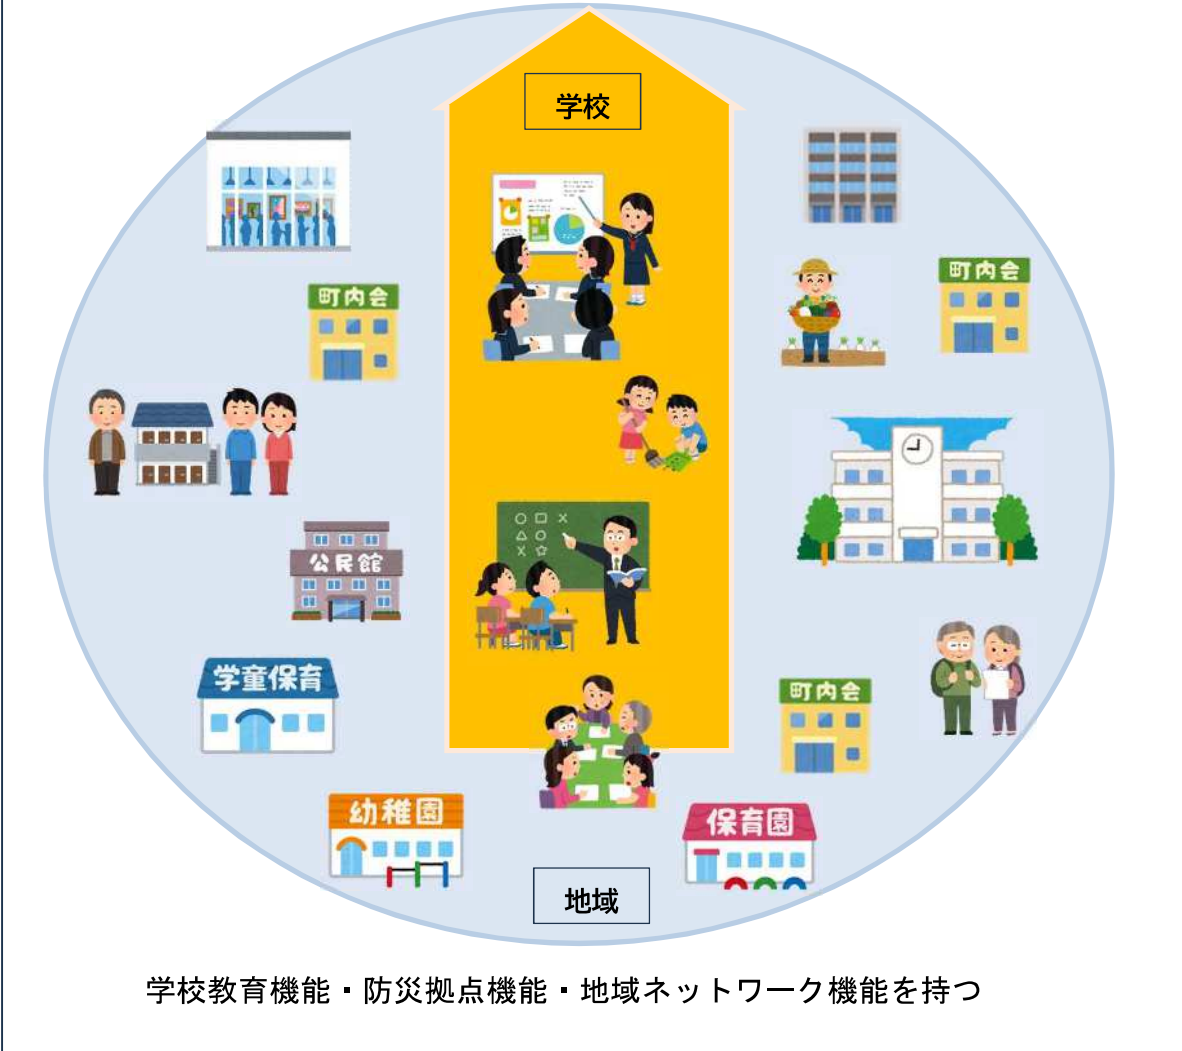 学校
町内会
町内会
公民館
学童保育
町内会
幼稚園
保育園
地域
学校教育機能・防災拠点機能・地域ネットワーク機能を持つ